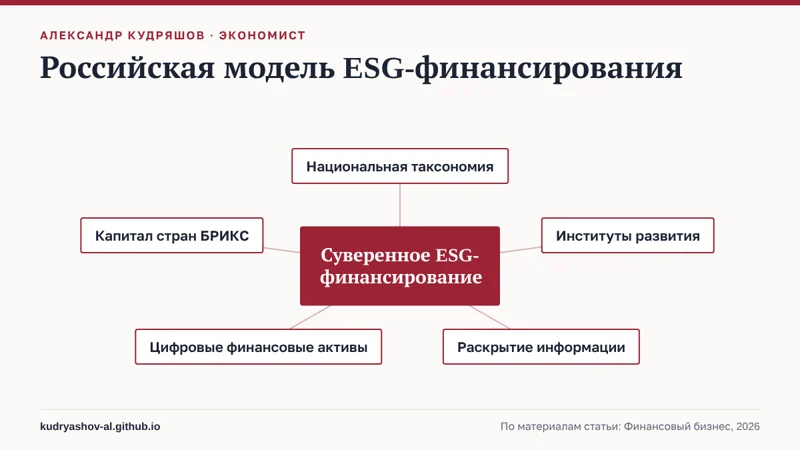 АЛЕКСАНДР КУДРЯШОВ · ЭКОНОМИСТ
Российская модель ESG-финансирования
Национальная таксономия
Капитал стран БРИКС
Институты развития
Суверенное ESG-
финансирование
Цифровые финансовые активы
Раскрытие информации
kudryashov-al.github.io
По материалам статьи: Финансовый бизнес, 2026